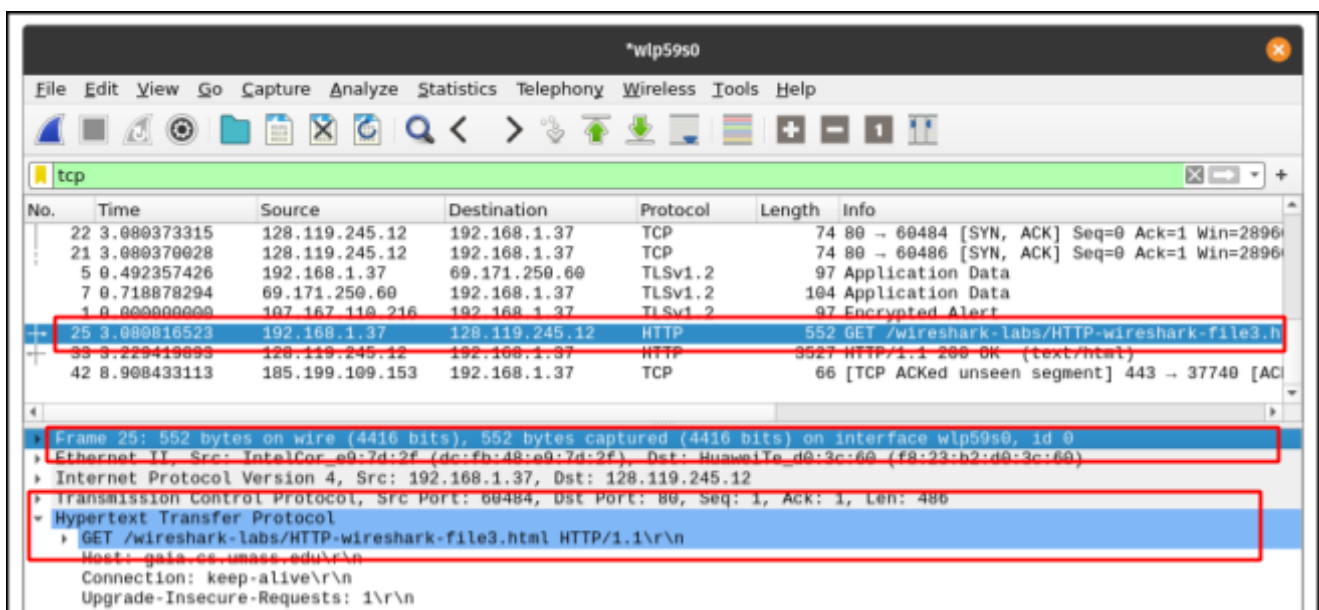 *wlp59s0
File Edit View Go Capture Analyze Statistics Telephony Wireless Tools Help
tcp
No. Time Source Destination Protocol Length Info
22 3.080373315 128.119.245.12 192.168.1.37 TCP 74 80 → 60484 [SYN, ACK] Seq=0 Ack=1 Win=2896
21 3.080370028 128.119.245.12 192.168.1.37 TCP 74 80 → 60486 [SYN, ACK] Seq=0 Ack=1 Win=2896
5 0.492357426 192.168.1.37 69.171.250.60 TLSv1.2 97 Application Data
7 0.718878294 69.171.250.60 192.168.1.37 TLSv1.2 104 Application Data
1 0.000000000 107.167.110.216 192.168.1.37 TLSv1.2 97 Encrypted Alert
25 3.080816523 192.168.1.37 128.119.245.12 HTTP 552 GET /wireshark-labs/HTTP-wireshark-file3.h
33 3.229419893 128.119.245.12 192.168.1.37 HTTP 3527 HTTP/1.1 200 OK (text/html)
42 8.908433113 185.199.109.153 192.168.1.37 TCP 66 [TCP ACKed unseen segment] 443 → 37740 [AC
Frame 25: 552 bytes on wire (4416 bits), 552 bytes captured (4416 bits) on interface wlp59s0, id 0
Ethernet II, Src: IntelCor_e9:7d:2f (dc:fb:48:e9:7d:2f), Dst: HuaweiTe_d0:3c:60 (f8:23:b2:d0:3c:60)
Internet Protocol Version 4, Src: 192.168.1.37, Dst: 128.119.245.12
Transmission Control Protocol, Src Port: 60484, Dst Port: 80, Seq: 1, Ack: 1, Len: 486
Hypertext Transfer Protocol
GET /wireshark-labs/HTTP-wireshark-file3.html HTTP/1.1\r\n
Host: gaia.cs.umass.edu\r\n
Connection: keep-alive\r\n
Upgrade-Insecure-Requests: 1\r\n